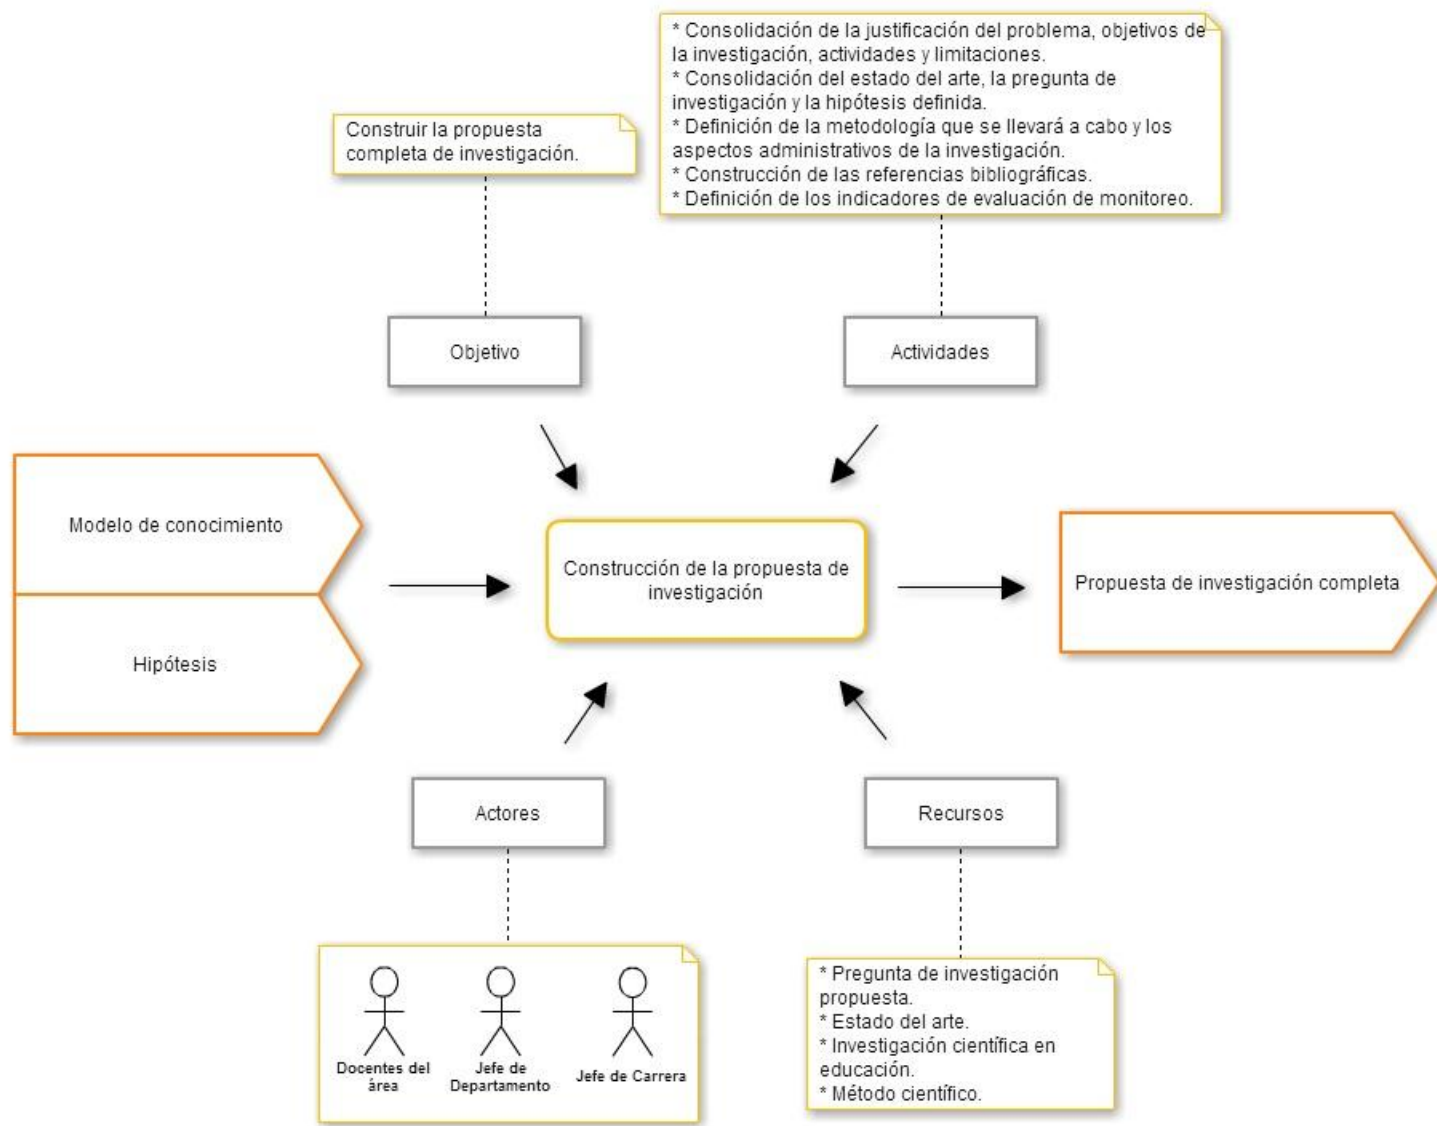 * Consolidación de la justificación del problema, objetivos de
la investigación, actividades y limitaciones.
* Consolidación del estado del arte, la pregunta de
investigación y la hipótesis definida.
* Definición de la metodología que se llevará a cabo y los
aspectos administrativos de la investigación.
* Construcción de las referencias bibliográficas.
* Definición de los indicadores de evaluación de monitoreo.
Construir la propuesta
completa de investigación.
Objetivo
Actividades
Modelo de conocimiento
Hipótesis
Construcción de la propuesta de
investigación
Propuesta de investigación completa
Actores
Recursos
Docentes del
área
Jefe de
Departamento
Jefe de Carrera
* Pregunta de investigación
propuesta.
* Estado del arte.
* Investigación científica en
educación.
* Método científico.